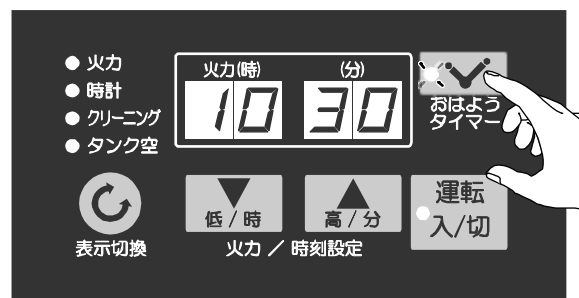 火力
時計
クリーニング
タンク空
火力(時)
(分)
10 30
おはよう
タイマー
表示切換
低/時
高/分
火力 / 時刻設定
運転
入/切